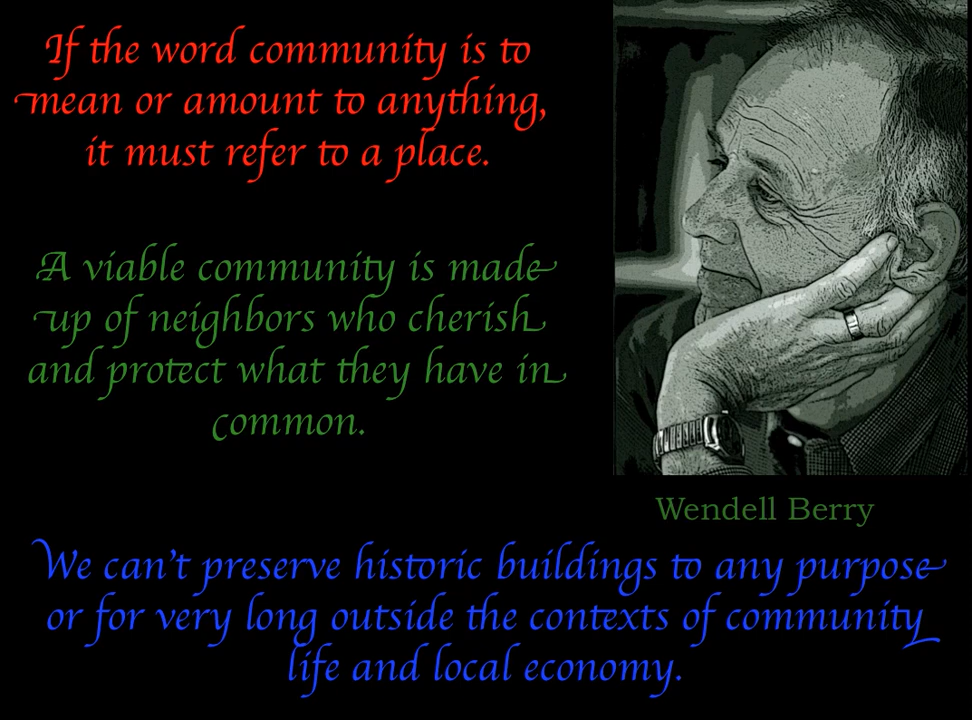 If the word community is to
mean or amount to anything,
it must refer to a place.
A viable community is made
up of neighbors who cherish
and protect what they have in
common.
Wendell Berry
We can't preserve historic buildings to any purpose
or for very long outside the contexts of community
life and local economy.